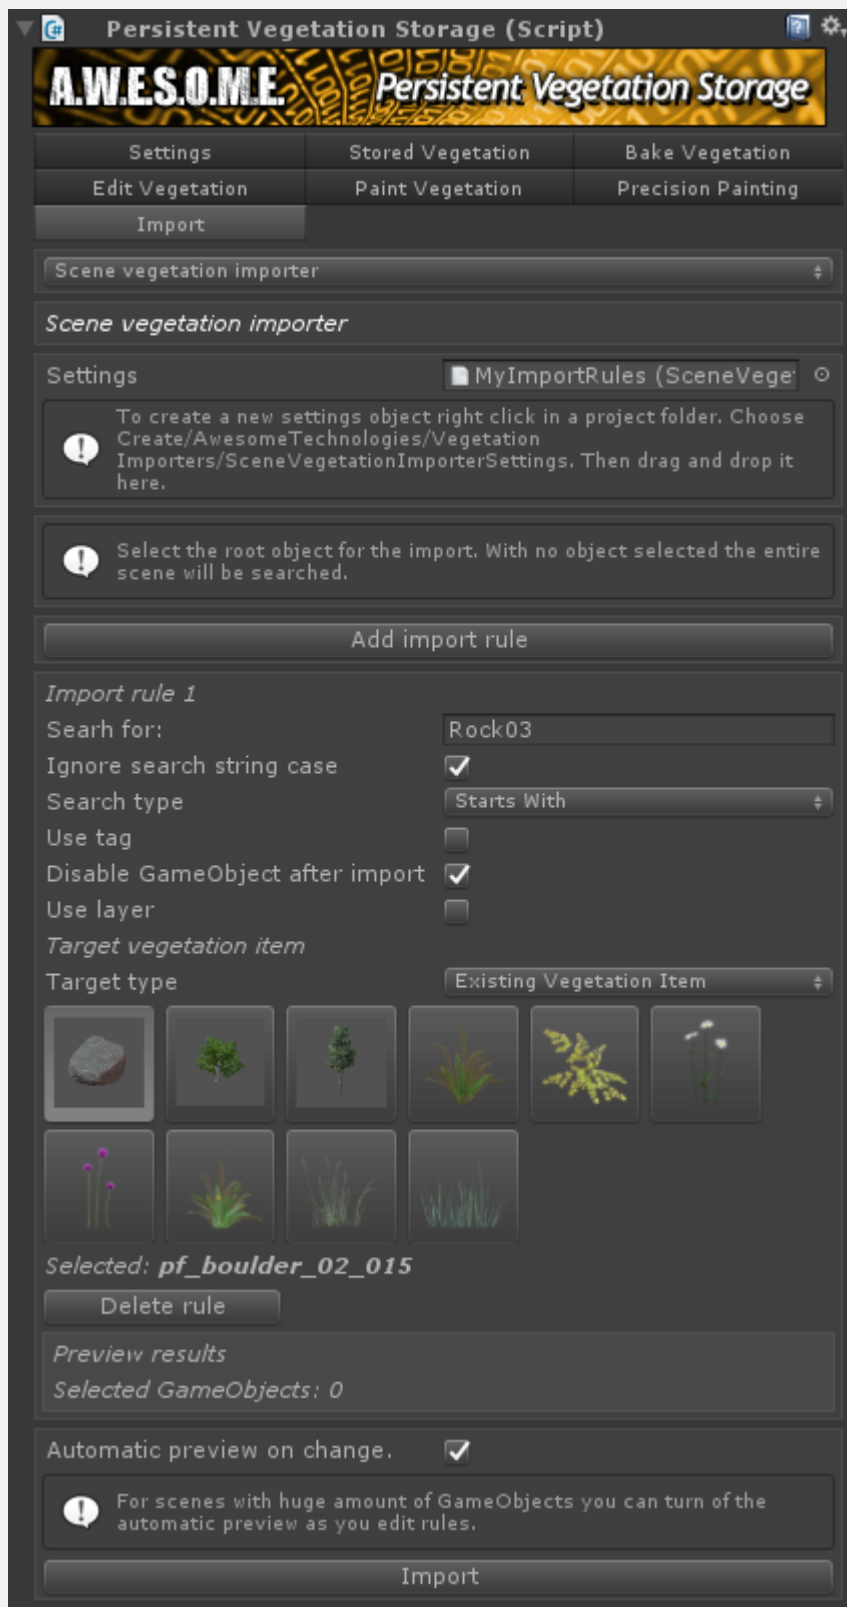 Persistent Vegetation Storage (Script)
A.W.E.S.O.M.E. Persistent Vegetation Storage
Settings Stored Vegetation Bake Vegetation
Edit Vegetation Paint Vegetation Precision Painting
Import
Scene vegetation importer
Scene vegetation importer
Settings MyImportRules (SceneVeget
To create a new settings object right click in a project folder. Choose
Create/AwesomeTechnologies/Vegetation
Importers/SceneVegetationImporterSettings. Then drag and drop it
here.
Select the root object for the import. With no object selected the entire
scene will be searched.
Add import rule
Import rule 1
Searh for: Rock03
Ignore search string case
Search type Starts With
Use tag
Disable GameObject after import
Use layer
Target vegetation item
Target type Existing Vegetation Item
Selected: pf_boulder_02_015
Delete rule
Preview results
Selected GameObjects: 0
Automatic preview on change.
For scenes with huge amount of GameObjects you can turn of the
automatic preview as you edit rules.
Import